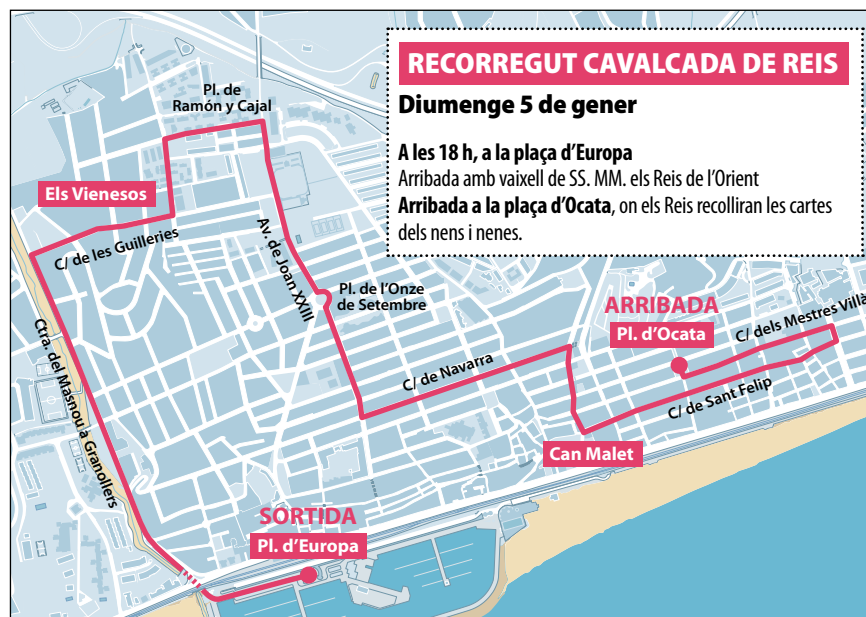 RECORREGUT CAVALCADA DE REIS
Diumenge 5 de gener
A les 18 h, a la plaça d’Europa
Arribada amb vaixell de SS. MM. els Reis de l’Orient
Arribada a la plaça d’Ocata, on els Reis recolliran les cartes
dels nens i nenes.
Pl. de
Ramón y Cajal
Els Vienesos
C/ de les Guilleries
Av. de Joan XXIII
Pl. de l’Onze
de Setembre
Ctra. del Masnou a Granollers
ARRIBADA
Pl. d’Ocata
C/ dels Mestres Villà
C/ de Navarra
C/ de Sant Felip
Can Malet
SORTIDA
Pl. d’Europa